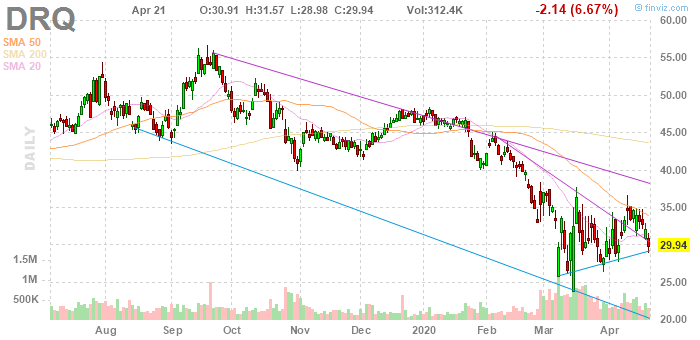 DRQ
Apr 21 O:30.91 H:31.57 L:28.98 C:29.94 Vol:312.4K -2.14 (6.67%)
© finviz.com
SMA 50
SMA 200
SMA 20
DAILY
60.00
55.00
50.00
45.00
40.00
35.00
29.94
25.00
20.00
1.5M
1M
500K
Aug Sep Oct Nov Dec 2020 Feb Mar Apr